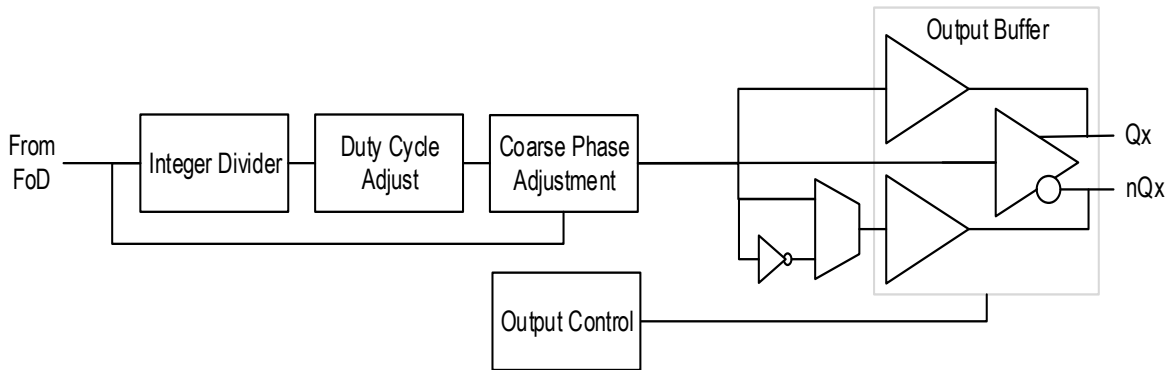 Output Buffer
From
FoD
Integer Divider
Duty Cycle
Adjust
Coarse Phase
Adjustment
Qx
nQx
Output Control